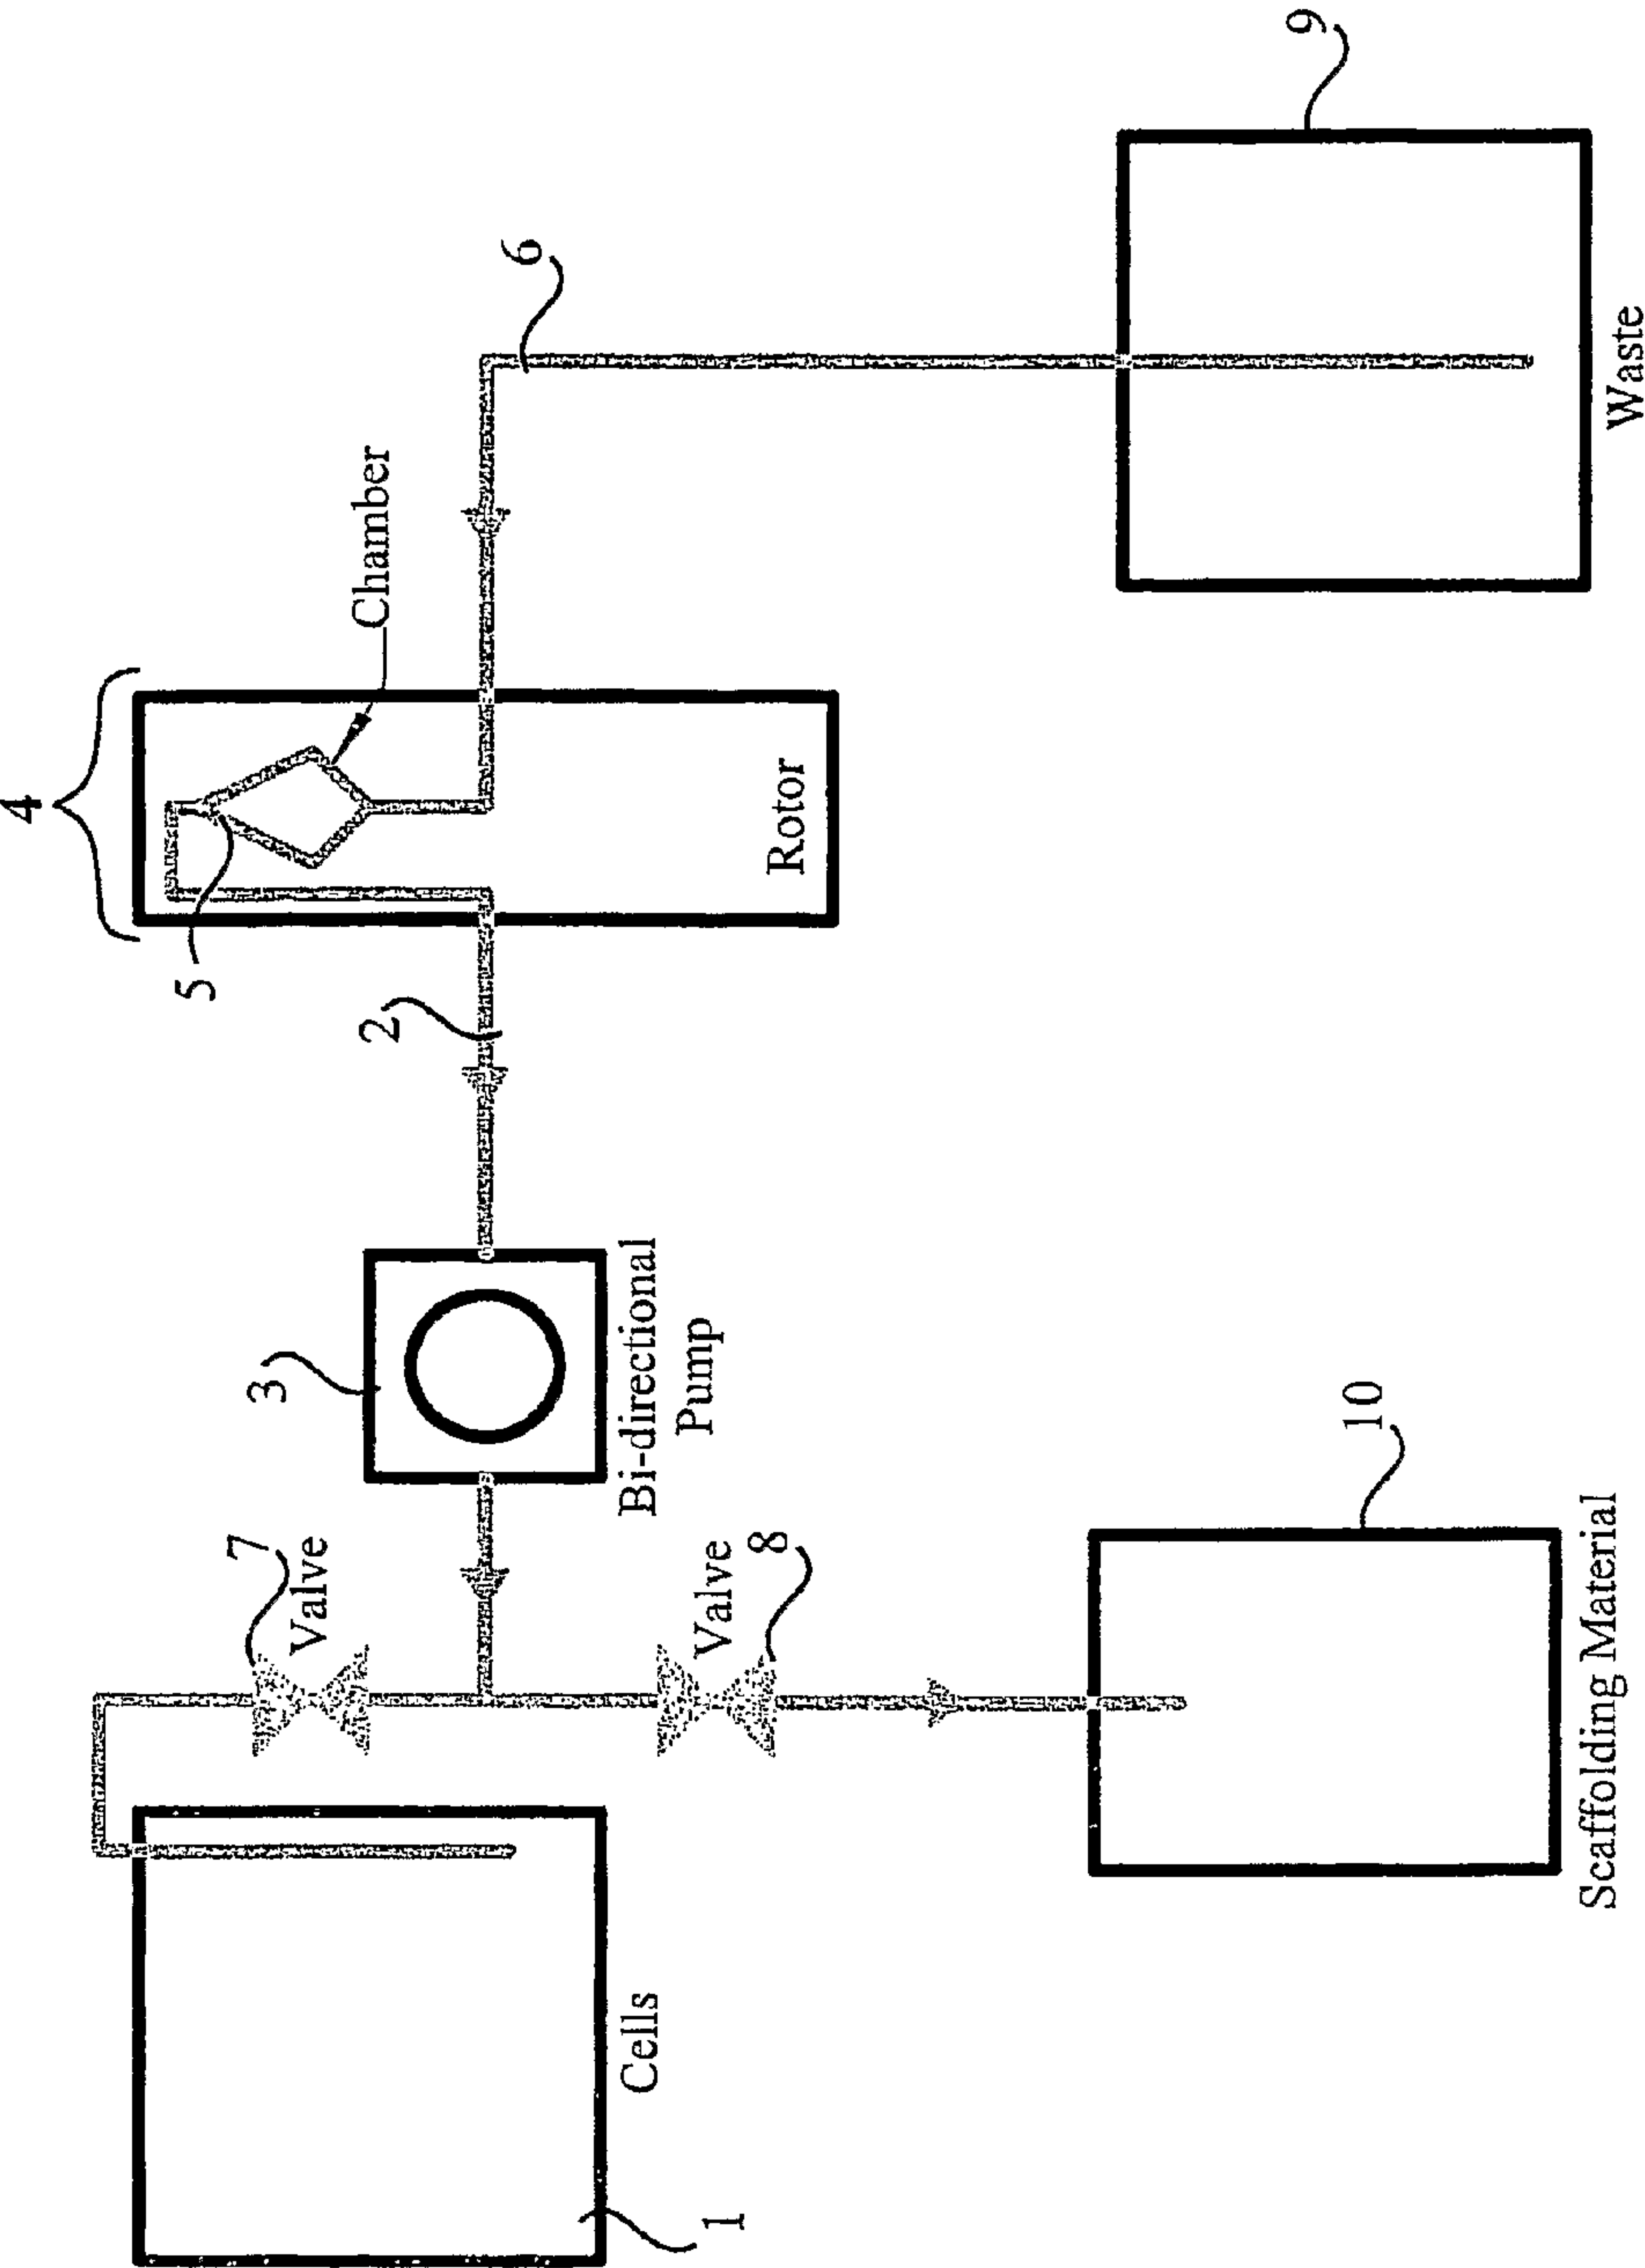 4
5
Chamber
6
9
Rotor
2
3
Bi-directional
Pump
7
Valve
Valve
8
1
Cells
10
Scaffolding Material
Waste